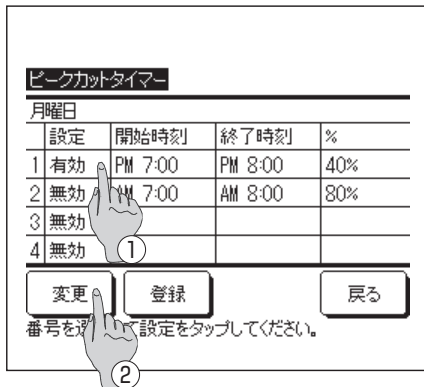 ピークカットタイマー
月曜日
設定 開始時刻 終了時刻 %
1 有効 PM 7:00 PM 8:00 40%
2 無効 AM 7:00 AM 8:00 80%
3 無効
4 無効
①
変更 登録 戻る
番号を て設定をタップしてください。
②